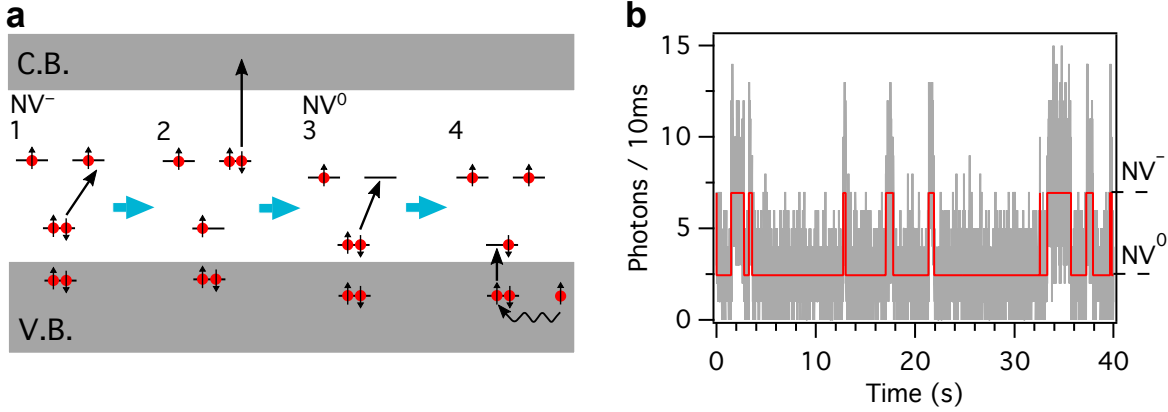 a
C.B.
NV⁻
1
2
NV⁰
3
4
V.B.
b
15
10
5
0
Photons / 10ms
0
10
20
30
40
Time (s)
NV⁻
NV⁰